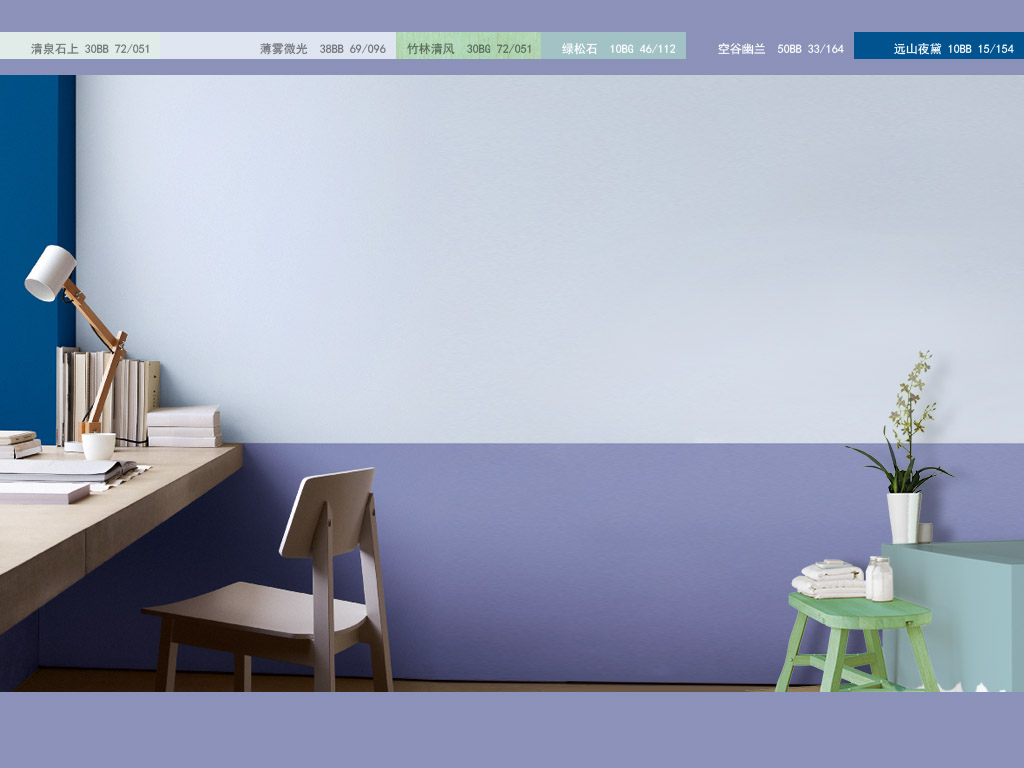 清泉石上 30BB 72/051
薄雾微光 38BB 69/096
竹林清风 30BG 72/051
绿松石 10BG 46/112
空谷幽兰 50BB 33/164
远山夜黛 10BB 15/154